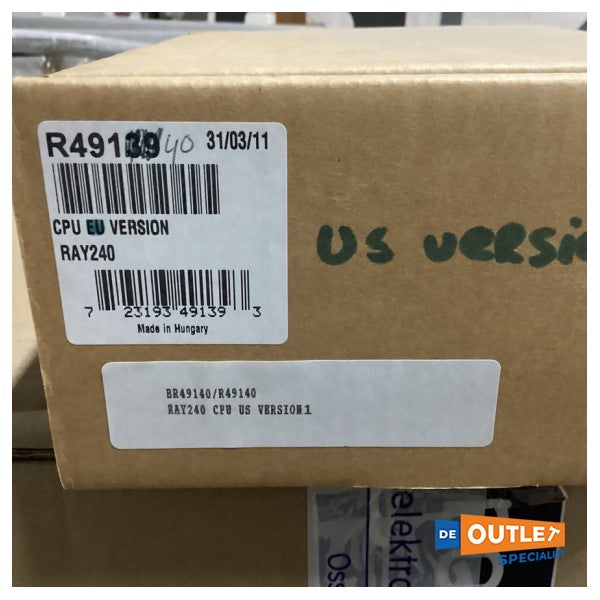 R49139 40 31/03/11
CPU EU VERSION
RAY240
7 23193 49139 3
Made in Hungary
US versi
BR49140/R49140
RAY240 CPU US VERSION1
elektro
Oss
DE OUTLET
SPECIALIST